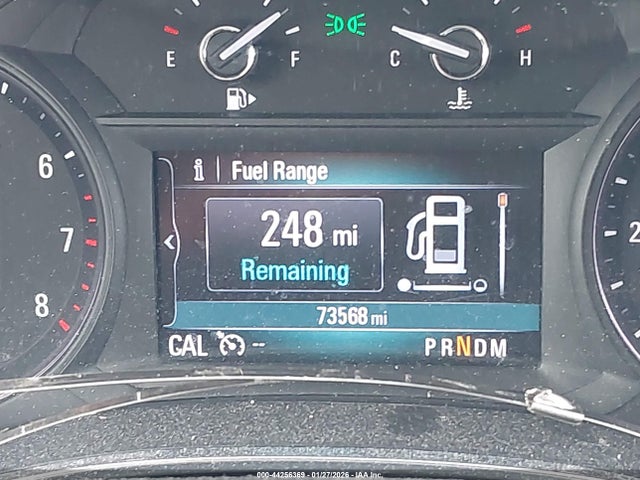 E F C H
i Fuel Range
6
248 mi
Remaining
7
2
8
73568 mi
CAL -- PRNDM
000-44256369 - 01/27/2026 - IAA Inc.